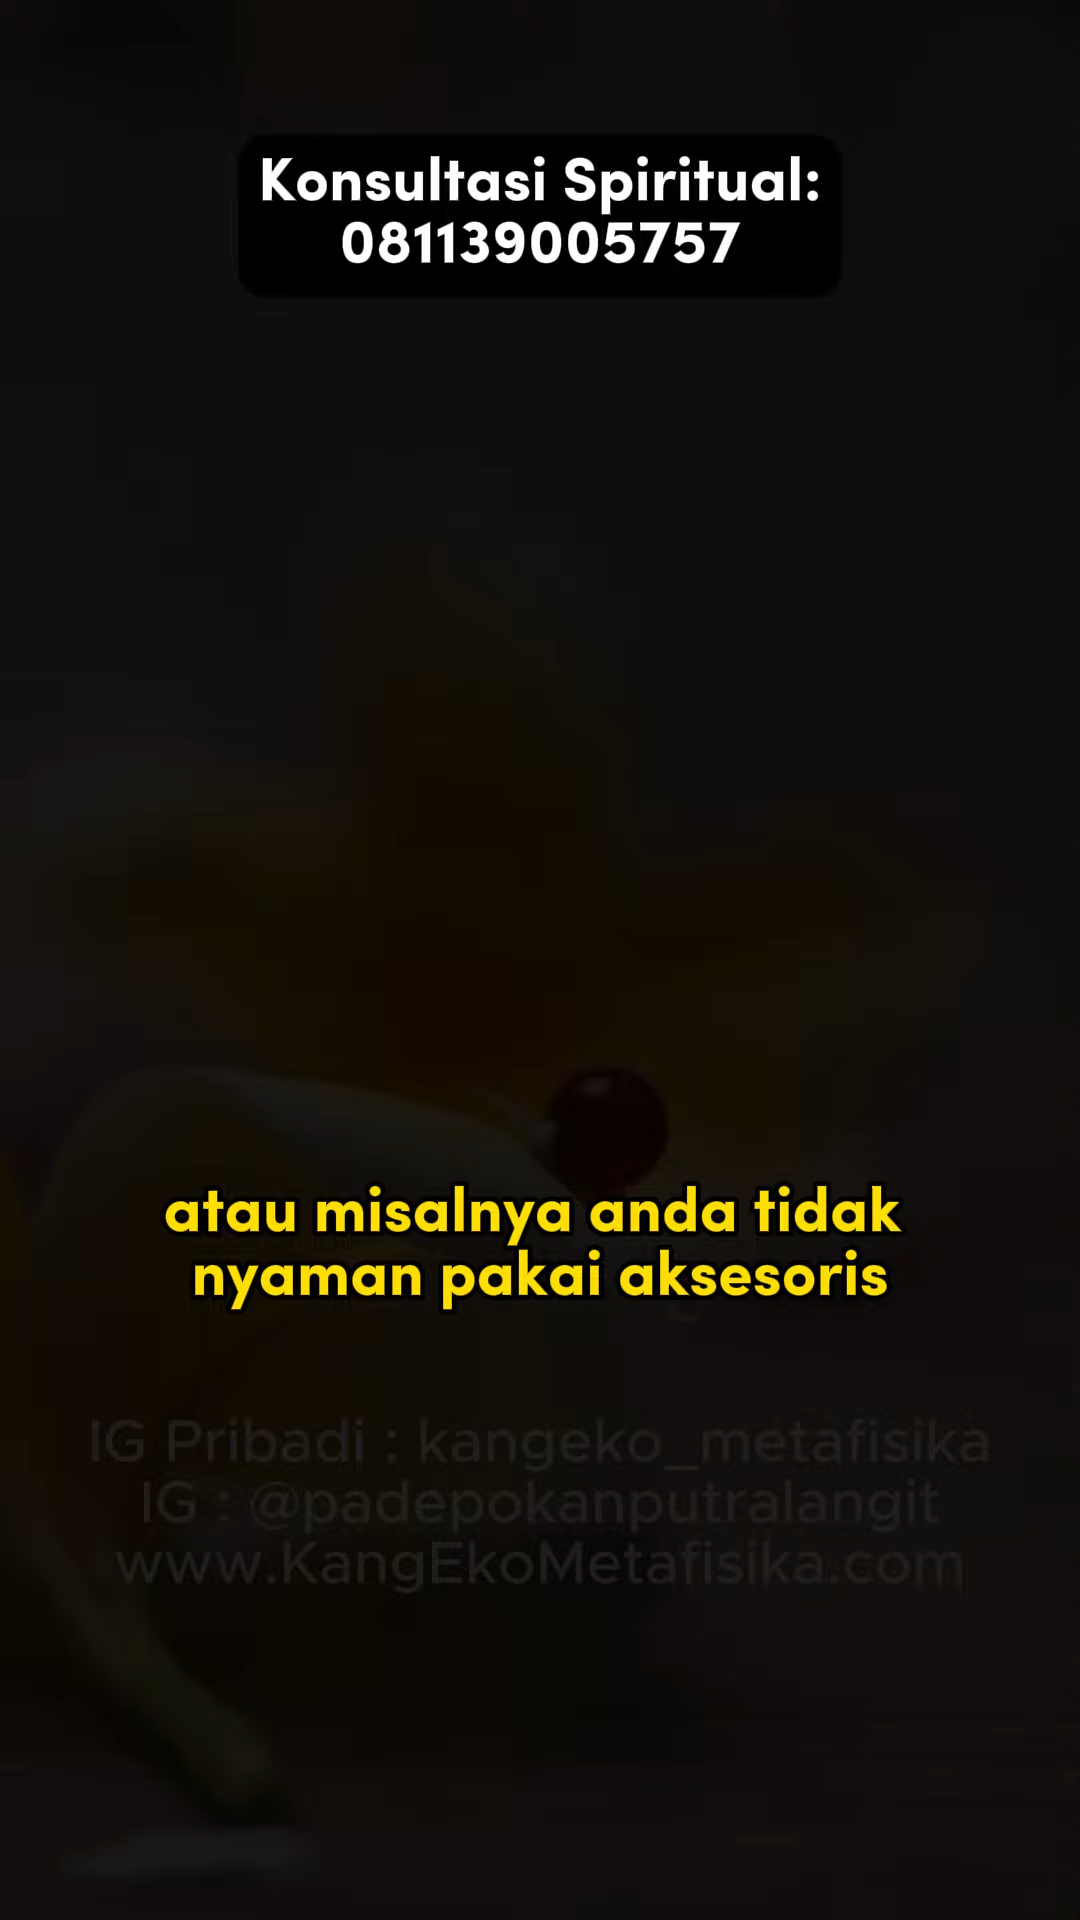 Konsultasi Spiritual:
081139005757
atau misalnya anda tidak
nyaman pakai aksesoris
IG Pribadi : kangeko_metafisika
IG : @padepokanputralangit
www.KangEkoMetafisika.com